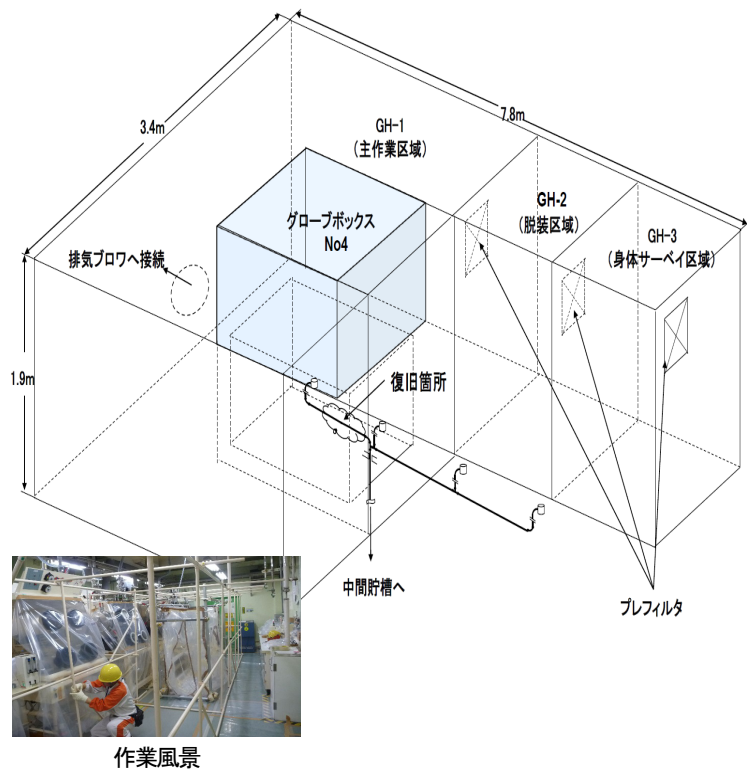 7.8m
3.4m
GH-1
（主作業区域）
GH-2
（脱装区域）
GH-3
（身体サーベイ区域）
グローブボックス
No4
排気ブロワへ接続
1.9m
復旧箇所
中間貯槽へ
プレフィルタ
作業風景